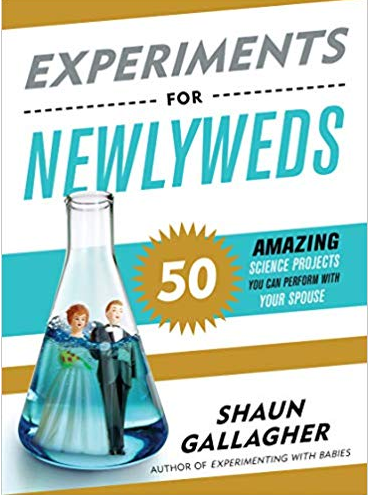 EXPERIMENTS
FOR
NEWLYWEDS
50
AMAZING
SCIENCE PROJECTS
YOU CAN PERFORM WITH
YOUR SPOUSE
SHAUN
GALLAGHER
AUTHOR OF EXPERIMENTING WITH BABIES